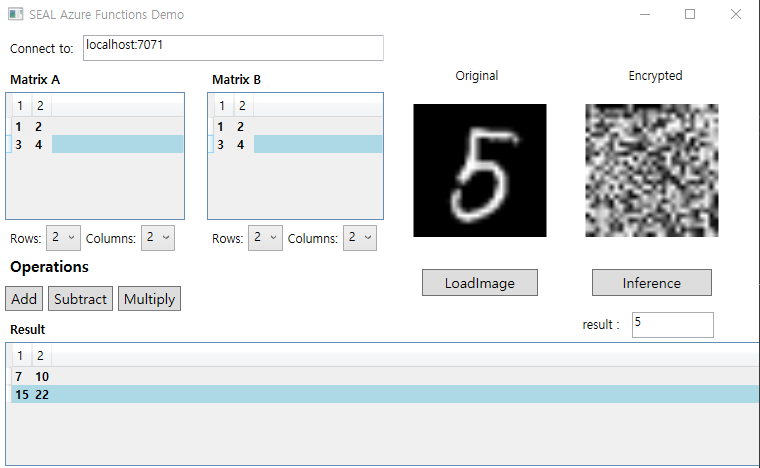 SEAL Azure Functions Demo
Connect to: localhost:7071
Matrix A
1 2
1 2
3 4
Rows: 2 Columns: 2
Matrix B
1 2
1 2
3 4
Rows: 2 Columns: 2
Operations
Add Subtract Multiply
Original
5
LoadImage
Encrypted
Inference
result : 5
Result
1 2
7 10
15 22